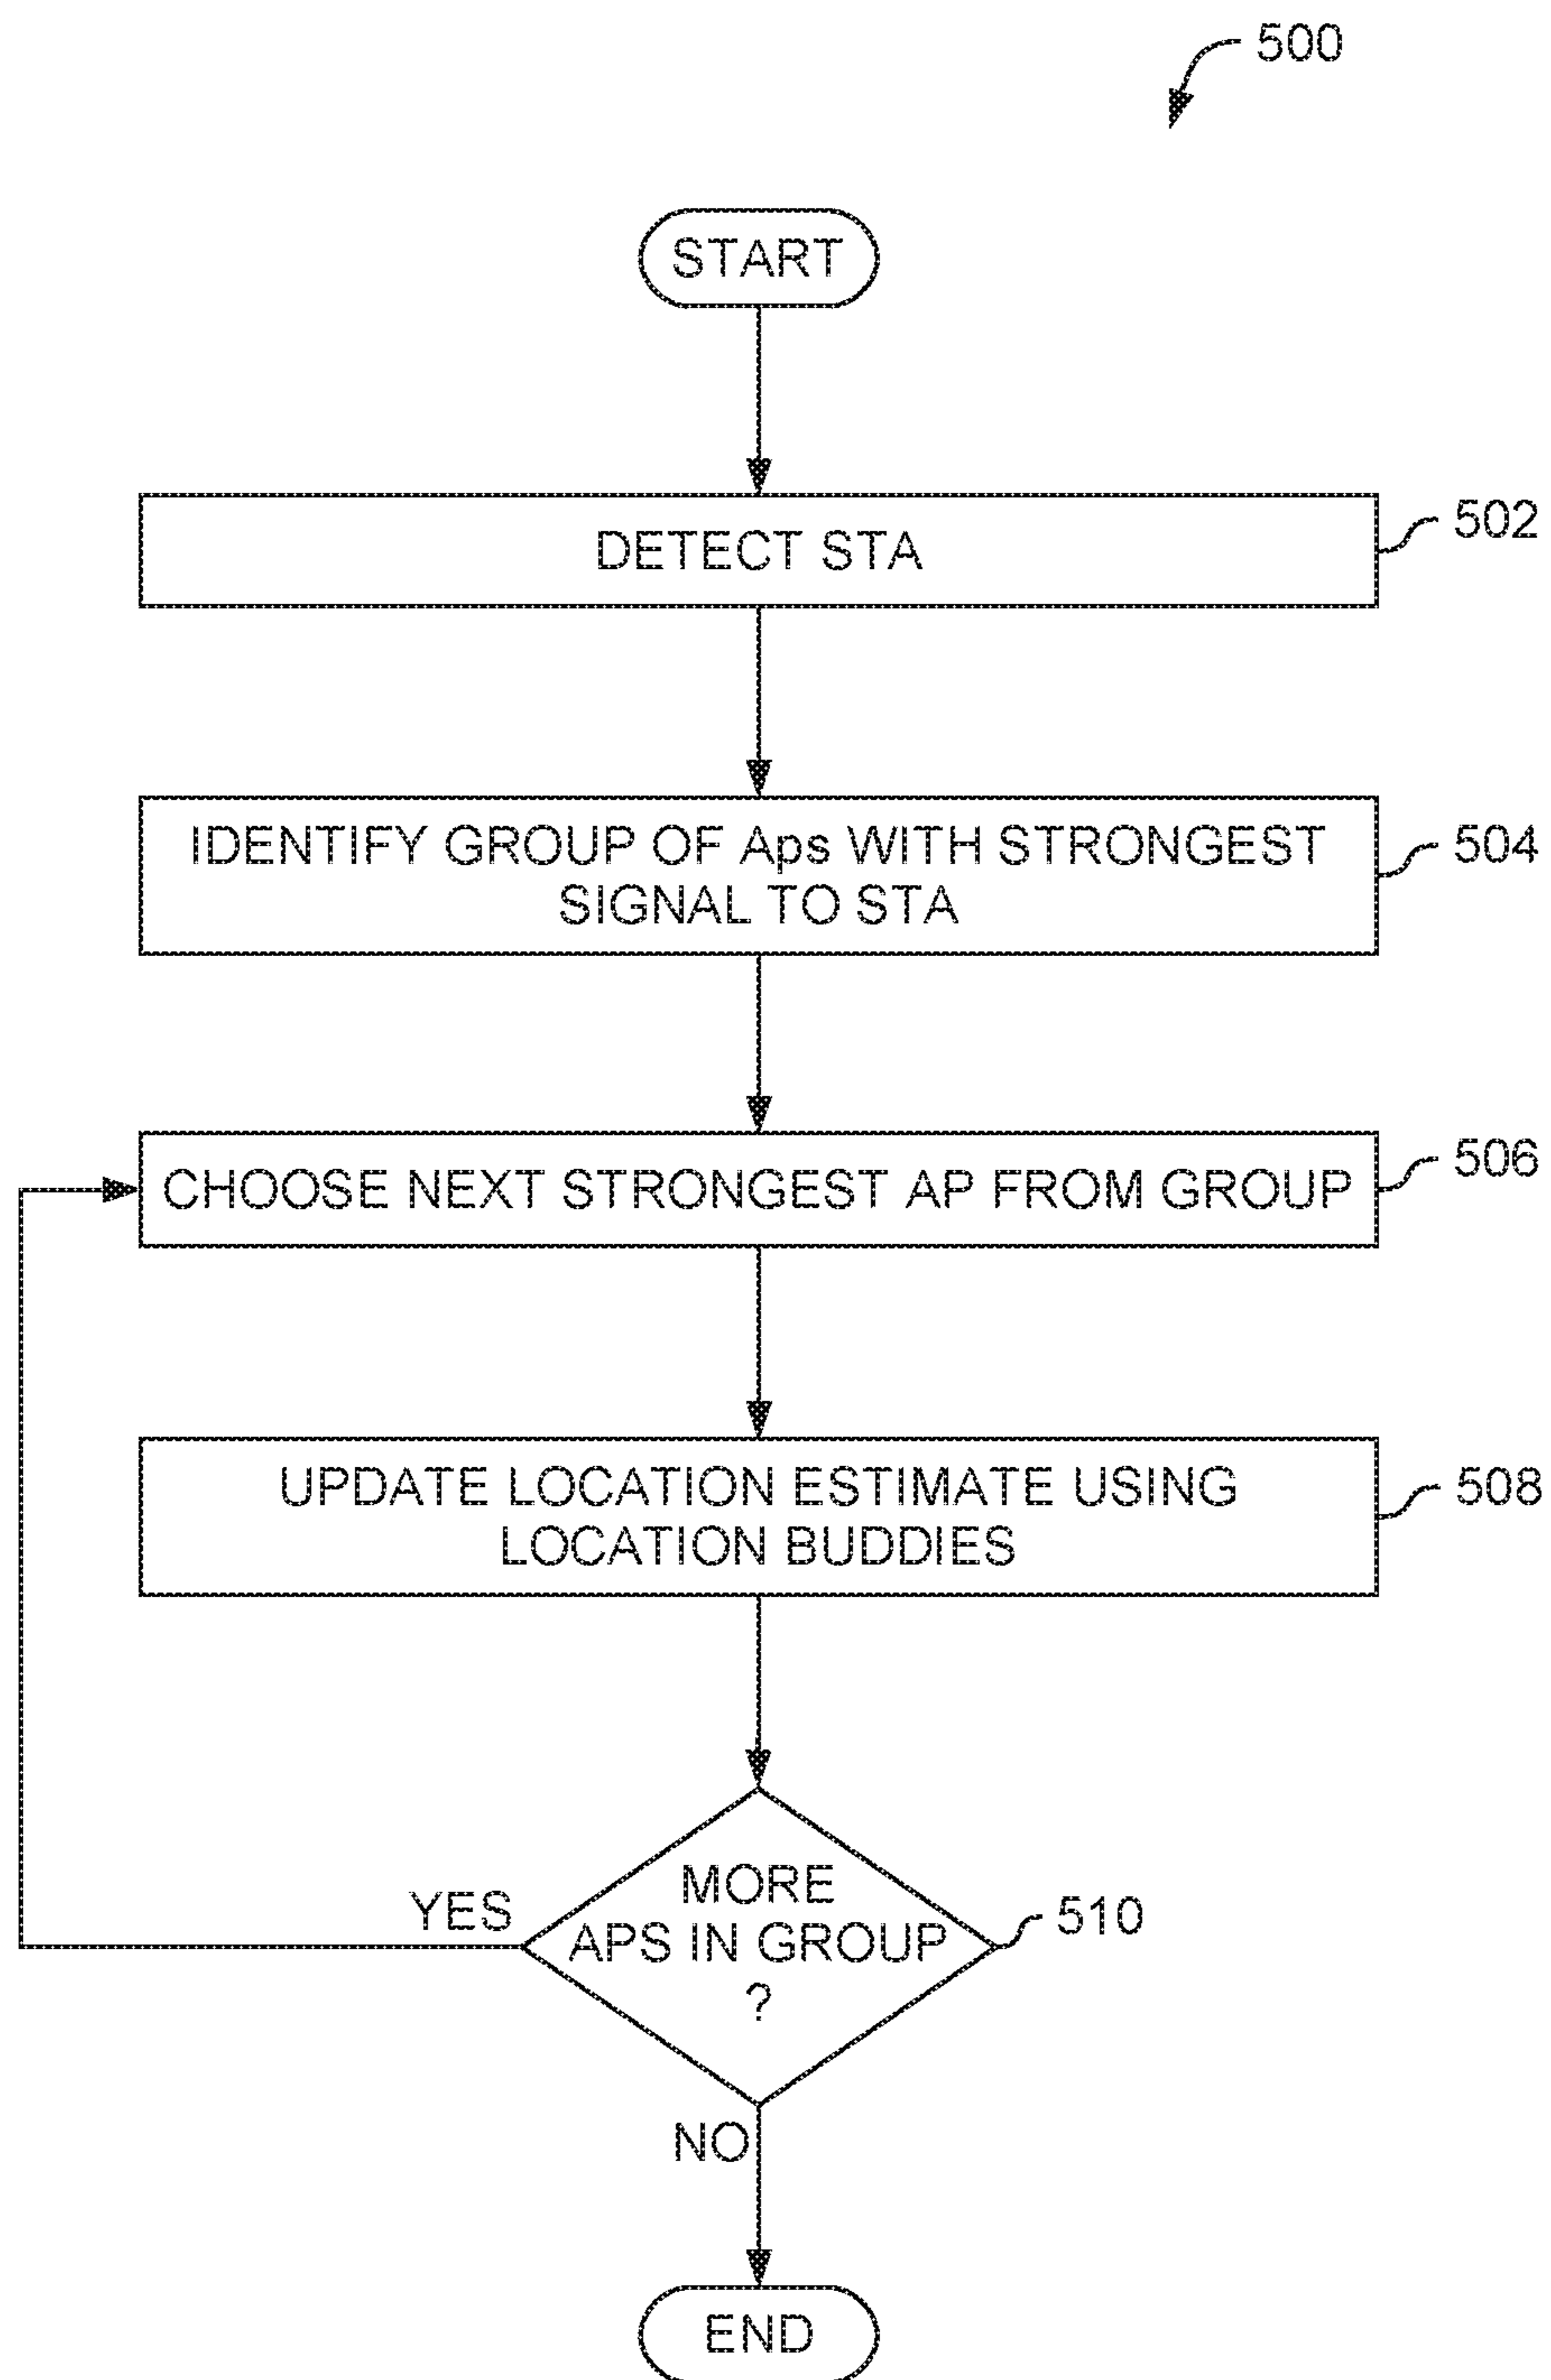 500
START
DETECT STA
502
IDENTIFY GROUP OF Aps WITH STRONGEST
SIGNAL TO STA
504
CHOOSE NEXT STRONGEST AP FROM GROUP
506
UPDATE LOCATION ESTIMATE USING
LOCATION BUDDIES
508
MORE
APS IN GROUP
?
510
YES
NO
END